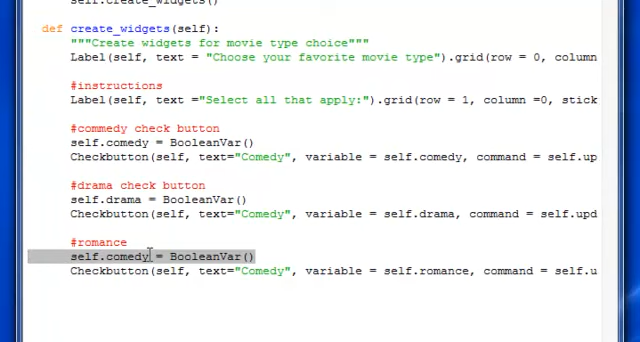 self.create_widgets()
def create_widgets(self):
"""Create widgets for movie type choice"""
Label(self, text = "Choose your favorite movie type").grid(row = 0, column
#instructions
Label(self, text ="Select all that apply:").grid(row = 1, column =0, stick
#commedy check button
self.comedy = BooleanVar()
Checkbutton(self, text="Comedy", variable = self.comedy, command = self.up
#drama check button
self.drama = BooleanVar()
Checkbutton(self, text="Comedy", variable = self.drama, command = self.upd
#romance
self.comedy = BooleanVar()
Checkbutton(self, text="Comedy", variable = self.romance, command = self.u